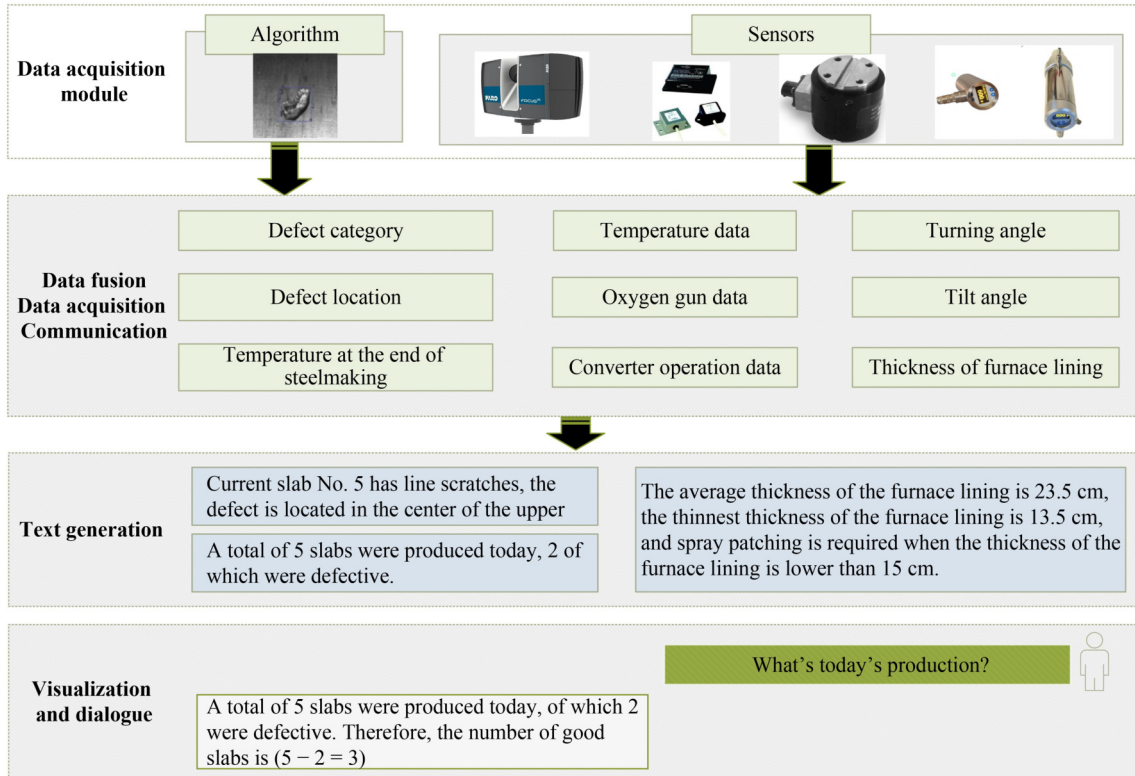 Algorithm
Sensors
Data acquisition
module
FARO
FOCUS
Defect category
Temperature data
Turning angle
Data fusion
Data acquisition
Communication
Defect location
Oxygen gun data
Tilt angle
Temperature at the end of
steelmaking
Converter operation data
Thickness of furnace lining
Text generation
Current slab No. 5 has line scratches, the
defect is located in the center of the upper
A total of 5 slabs were produced today, 2 of
which were defective.
The average thickness of the furnace lining is 23.5 cm,
the thinnest thickness of the furnace lining is 13.5 cm,
and spray patching is required when the thickness of the
furnace lining is lower than 15 cm.
What's today's production?
Visualization
and dialogue
A total of 5 slabs were produced today, of which 2
were defective. Therefore, the number of good
slabs is (5 − 2 = 3)